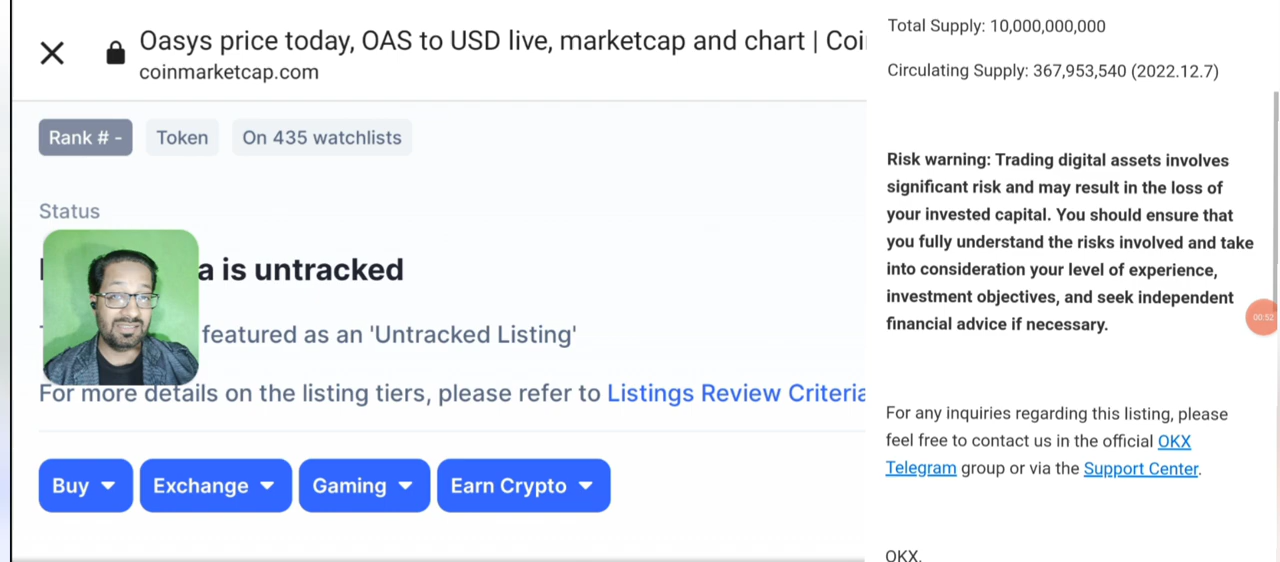 Oasys price today, OAS to USD live, marketcap and chart | Coi
coinmarketcap.com
Rank # -
Token
On 435 watchlists
Status
a is untracked
featured as an 'Untracked Listing'
For more details on the listing tiers, please refer to Listings Review Criteria
Buy
Exchange
Gaming
Earn Crypto
Total Supply: 10,000,000,000
Circulating Supply: 367,953,540 (2022.12.7)
Risk warning: Trading digital assets involves
significant risk and may result in the loss of
your invested capital. You should ensure that
you fully understand the risks involved and take
into consideration your level of experience,
investment objectives, and seek independent
financial advice if necessary.
00:52
For any inquiries regarding this listing, please
feel free to contact us in the official OKX
Telegram group or via the Support Center.
OKX.